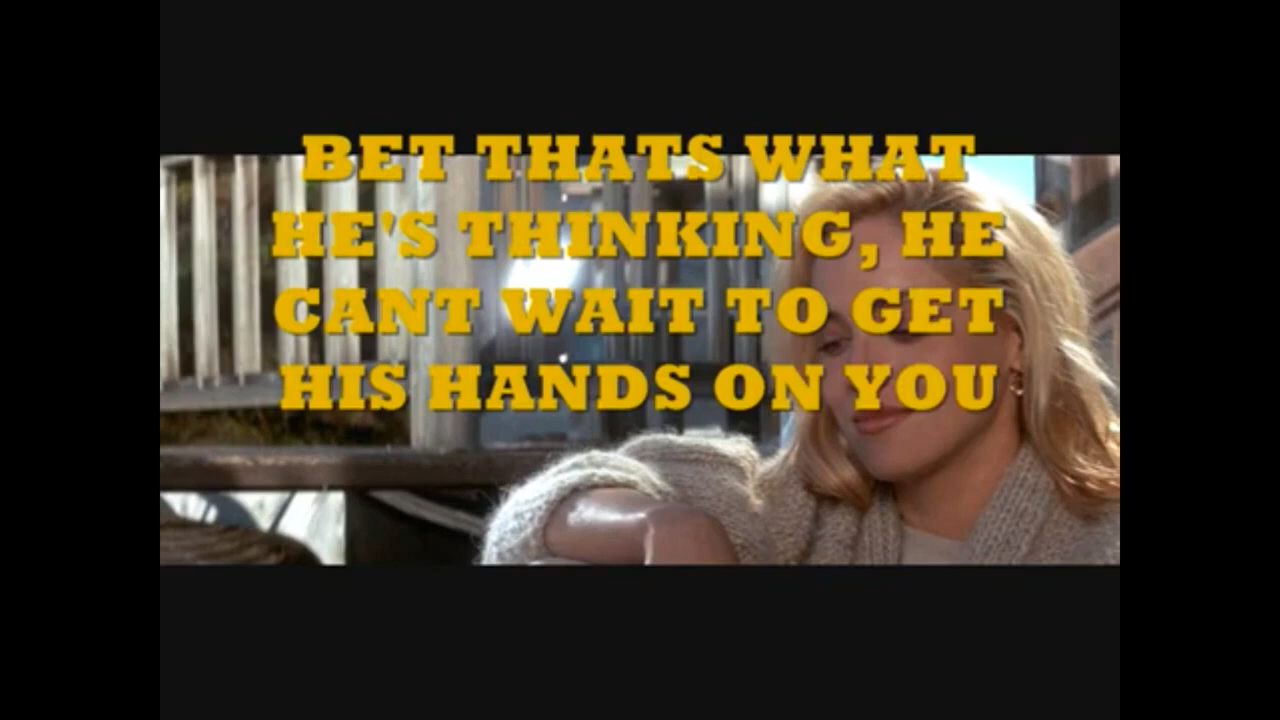 BET THATS WHAT
HE'S THINKING, HE
CANT WAIT TO GET
HIS HANDS ON YOU